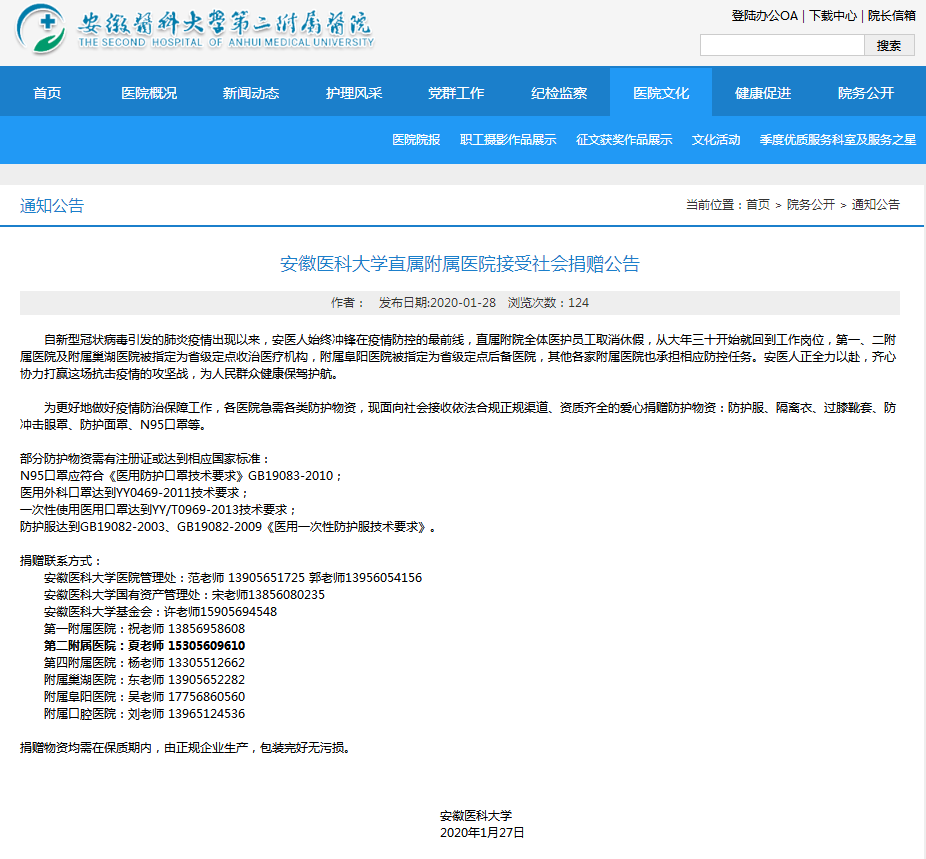 安徽医科大学第二附属医院
THE SECOND HOSPITAL OF ANHUI MEDICAL UNIVERSITY
登陆办公OA | 下载中心 | 院长信箱
搜索
首页 医院概况 新闻动态 护理风采 党群工作 纪检监察 医院文化 健康促进 院务公开
医院院报 职工摄影作品展示 征文获奖作品展示 文化活动 季度优质服务科室及服务之星
通知公告 当前位置：首页 > 院务公开 > 通知公告
安徽医科大学直属附属医院接受社会捐赠公告
作者： 发布日期:2020-01-28 浏览次数：124
自新型冠状病毒引发的肺炎疫情出现以来，安医人始终冲锋在疫情防控的最前线，直属附院全体医护员工取消休假，从大年三十开始就回到工作岗位，第一、二附
属医院及附属巢湖医院被指定为省级定点收治医疗机构，附属阜阳医院被指定为省级定点后备医院，其他各家附属医院也承担相应防控任务。安医人正全力以赴，齐心
协力打赢这场抗击疫情的攻坚战，为人民群众健康保驾护航。
为更好地做好疫情防治保障工作，各医院急需各类防护物资，现面向社会接收依法合规正规渠道、资质齐全的爱心捐赠防护物资：防护服、隔离衣、过膝靴套、防
冲击眼罩、防护面罩、N95口罩等。
部分防护物资需有注册证或达到相应国家标准：
N95口罩应符合《医用防护口罩技术要求》GB19083-2010；
医用外科口罩达到YY0469-2011技术要求；
一次性使用医用口罩达到YY/T0969-2013技术要求；
防护服达到GB19082-2003、GB19082-2009《医用一次性防护服技术要求》。
捐赠联系方式：
安徽医科大学医院管理处：范老师 13905651725 郭老师13956054156
安徽医科大学国有资产管理处：宋老师13856080235
安徽医科大学基金会：许老师15905694548
第一附属医院：祝老师 13856958608
第二附属医院：夏老师 15305609610
第四附属医院：杨老师 13305512662
附属巢湖医院：东老师 13905652282
附属阜阳医院：吴老师 17756860560
附属口腔医院：刘老师 13965124536
捐赠物资均需在保质期内，由正规企业生产，包装完好无污损。
安徽医科大学
2020年1月27日